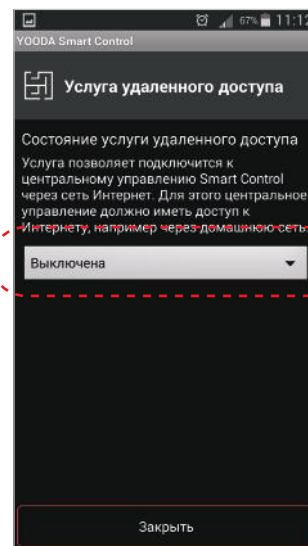 67% 11:12
YOODA Smart Control
Услуга удаленного доступа
Состояние услуги удаленного доступа
Услуга позволяет подключится к
центральному управлению Smart Control
через сеть Интернет. Для этого центральное
управление должно иметь доступ к
Интернету, например через домашнюю сеть.
Выключена
Закрыть